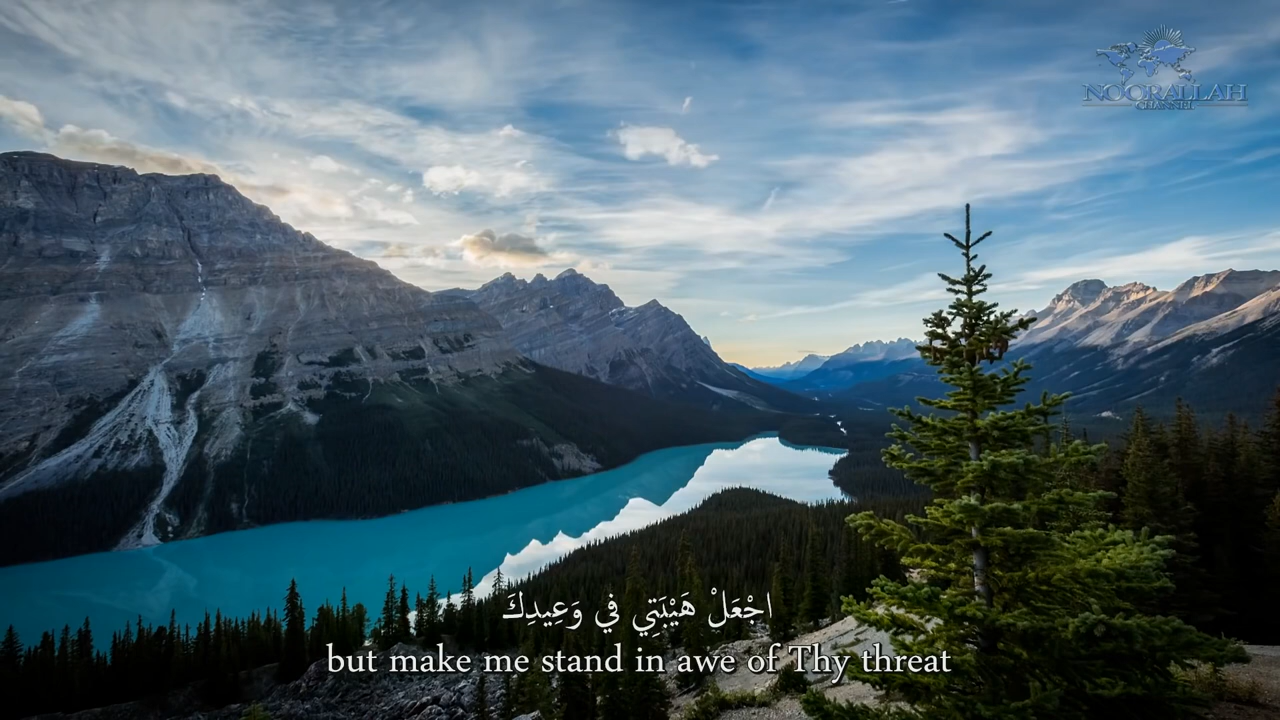 NOORALLAH
CHANNEL
اجْعَلْ هَيْبَتِي فِي وَعِيدِكَ
but make me stand in awe of Thy threat